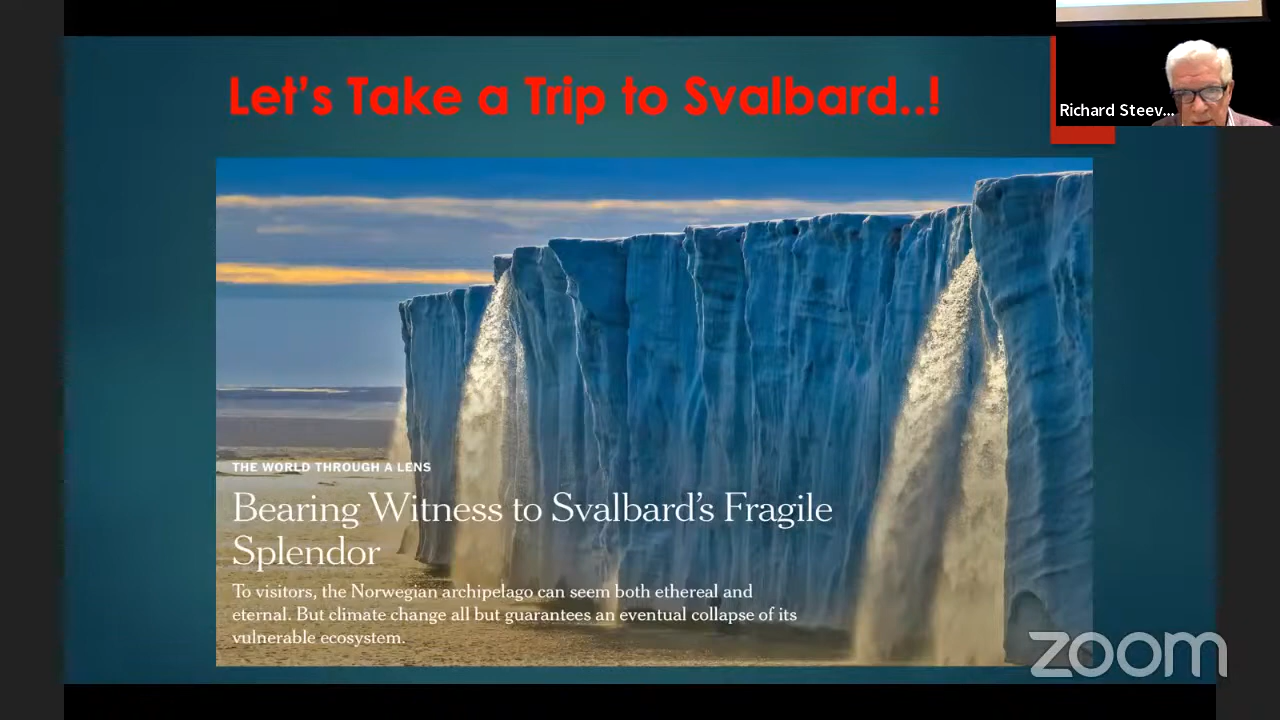 Let's Take a Trip to Svalbard..!
Richard Steev...
THE WORLD THROUGH A LENS
Bearing Witness to Svalbard's Fragile
Splendor
To visitors, the Norwegian archipelago can seem both ethereal and
eternal. But climate change all but guarantees an eventual collapse of its
vulnerable ecosystem.
zoom